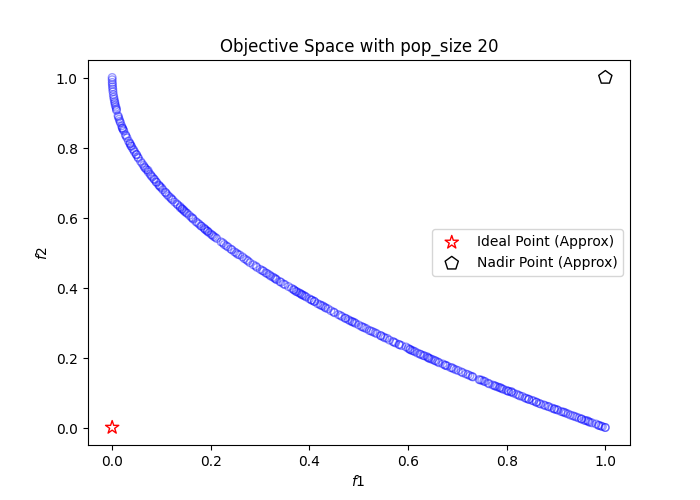 Objective Space with pop_size 20
f2
1.0
0.8
0.6
0.4
0.2
0.0
Ideal Point (Approx)
Nadir Point (Approx)
0.0 0.2 0.4 0.6 0.8 1.0
f1